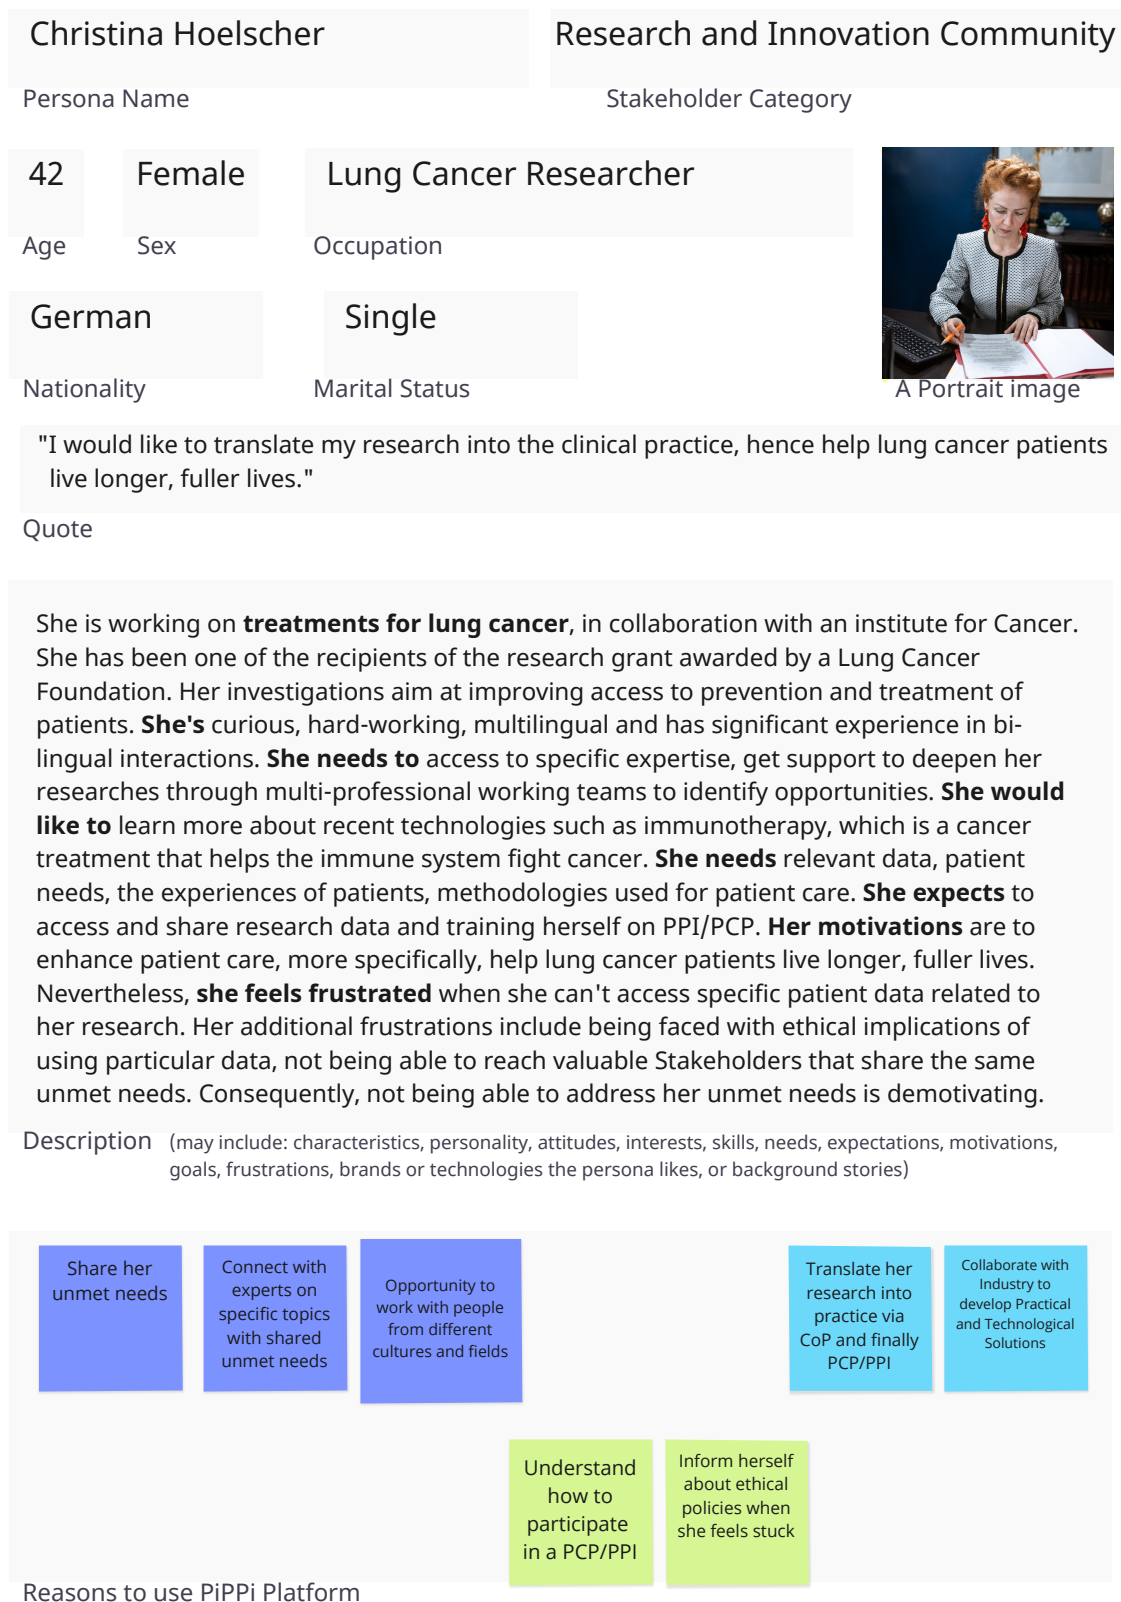 Christina Hoelscher
Research and Innovation Community
Persona Name
Stakeholder Category
42
Female
Lung Cancer Researcher
Age
Sex
Occupation
German
Single
Nationality
Marital Status
A Portrait image
"I would like to translate my research into the clinical practice, hence help lung cancer patients
live longer, fuller lives."
Quote
She is working on treatments for lung cancer, in collaboration with an institute for Cancer.
She has been one of the recipients of the research grant awarded by a Lung Cancer
Foundation. Her investigations aim at improving access to prevention and treatment of
patients. She's curious, hard-working, multilingual and has significant experience in bi-
lingual interactions. She needs to access to specific expertise, get support to deepen her
researches through multi-professional working teams to identify opportunities. She would
like to learn more about recent technologies such as immunotherapy, which is a cancer
treatment that helps the immune system fight cancer. She needs relevant data, patient
needs, the experiences of patients, methodologies used for patient care. She expects to
access and share research data and training herself on PPI/PCP. Her motivations are to
enhance patient care, more specifically, help lung cancer patients live longer, fuller lives.
Nevertheless, she feels frustrated when she can't access specific patient data related to
her research. Her additional frustrations include being faced with ethical implications of
using particular data, not being able to reach valuable Stakeholders that share the same
unmet needs. Consequently, not being able to address her unmet needs is demotivating.
Description
(may include: characteristics, personality, attitudes, interests, skills, needs, expectations, motivations,
goals, frustrations, brands or technologies the persona likes, or background stories)
Share her
unmet needs
Connect with
experts on
specific topics
with shared
unmet needs
Opportunity to
work with people
from different
cultures and fields
Translate her
research into
practice via
CoP and finally
PCP/PPI
Collaborate with
Industry to
develop Practical
and Technological
Solutions
Understand
how to
participate
in a PCP/PPI
Inform herself
about ethical
policies when
she feels stuck
Reasons to use PiPPi Platform